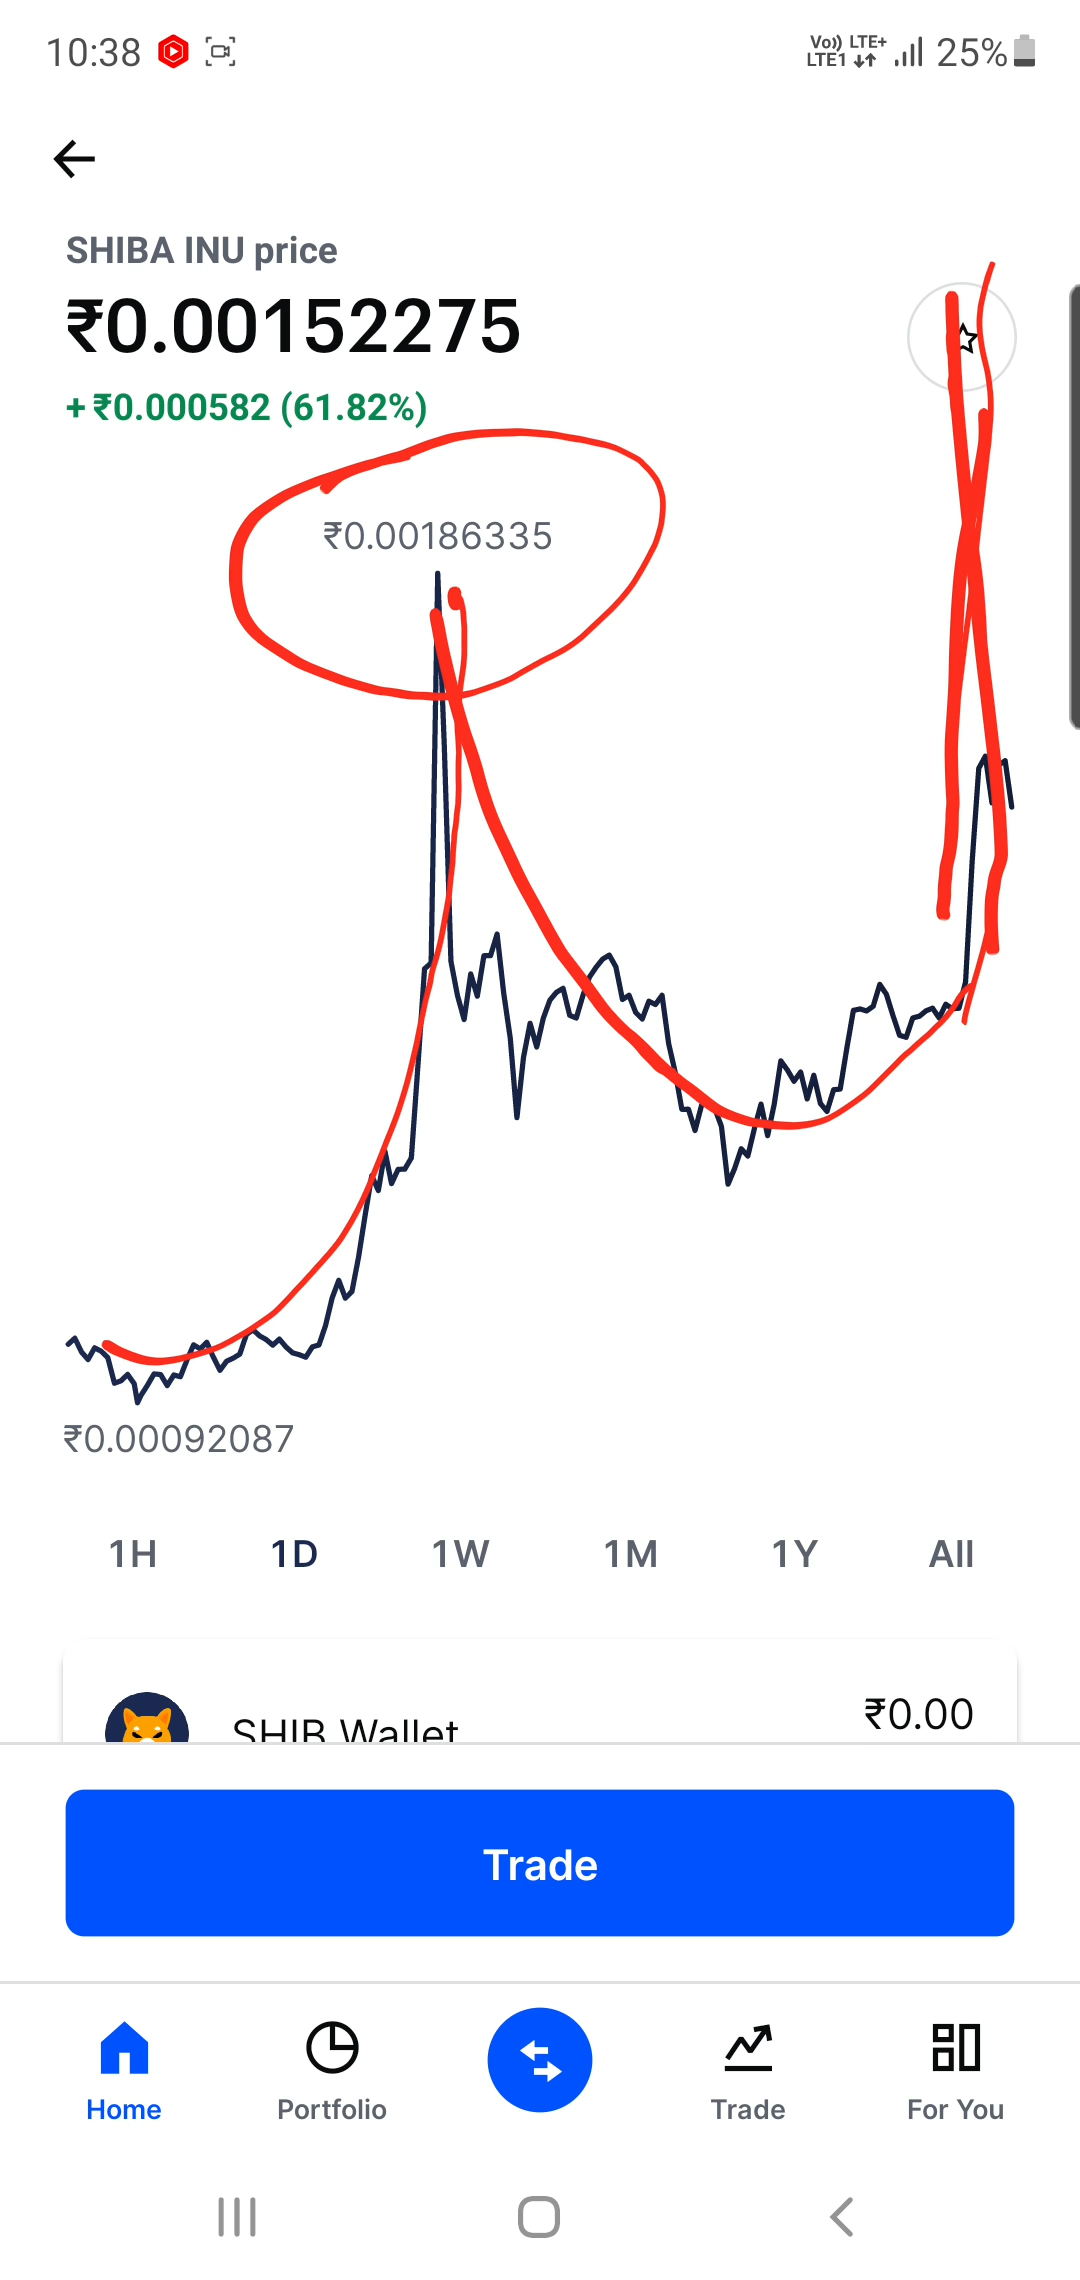 10:38
Vo)) LTE+
LTE1
25%
SHIBA INU price
₹0.00152275
+ ₹0.000582 (61.82%)
₹0.00186335
₹0.00092087
1H 1D 1W 1M 1Y All
SHIB Wallet ₹0.00
Trade
Home Portfolio Trade For You